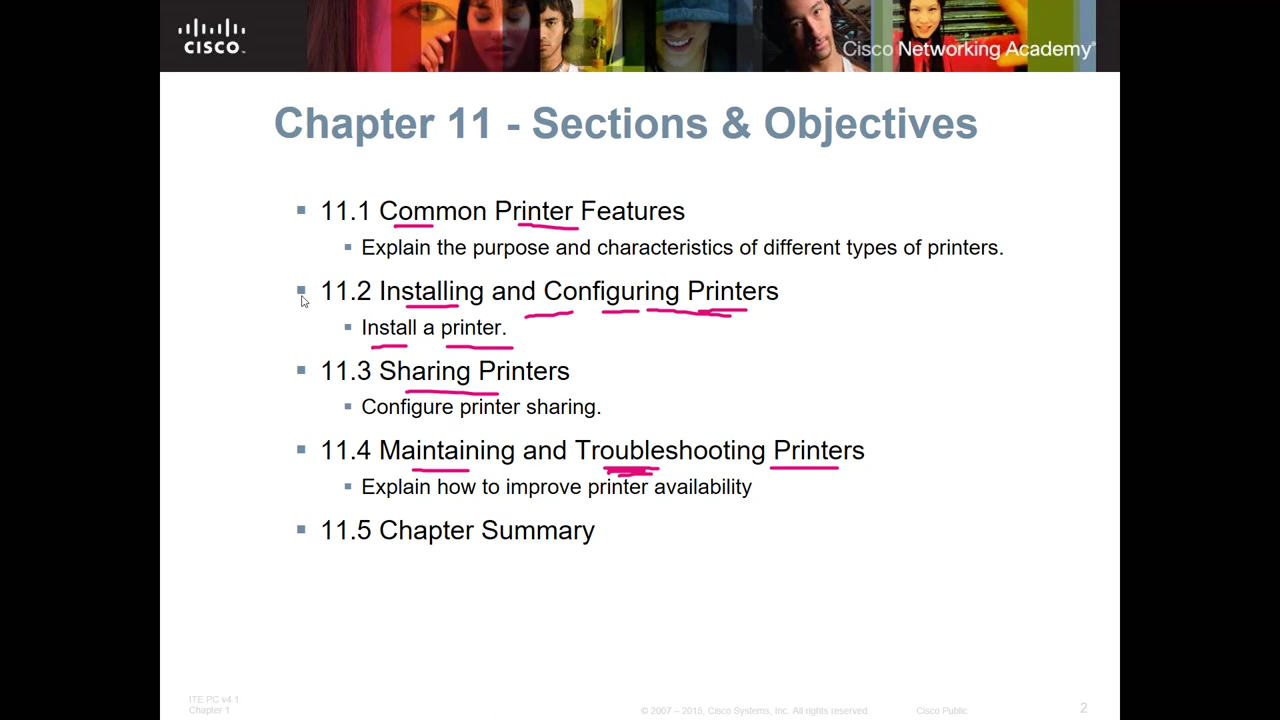 CISCO
Cisco Networking Academy®
Chapter 11 - Sections & Objectives
▪ 11.1 Common Printer Features
▪ Explain the purpose and characteristics of different types of printers.
▪ 11.2 Installing and Configuring Printers
▪ Install a printer.
▪ 11.3 Sharing Printers
▪ Configure printer sharing.
▪ 11.4 Maintaining and Troubleshooting Printers
▪ Explain how to improve printer availability
▪ 11.5 Chapter Summary
ITE PC v4.1
Chapter 1
© 2007 – 2015, Cisco Systems, Inc. All rights reserved. Cisco Public 2